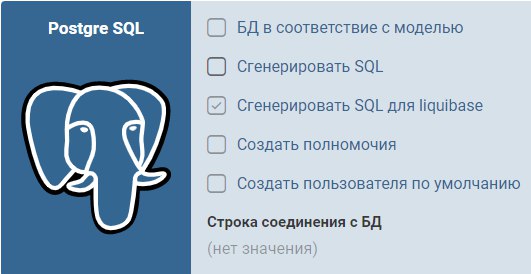 Postgre SQL
БД в соответствие с моделью
Сгенерировать SQL
Сгенерировать SQL для liquibase
Создать полномочия
Создать пользователя по умолчанию
Строка соединения с БД
(нет значения)